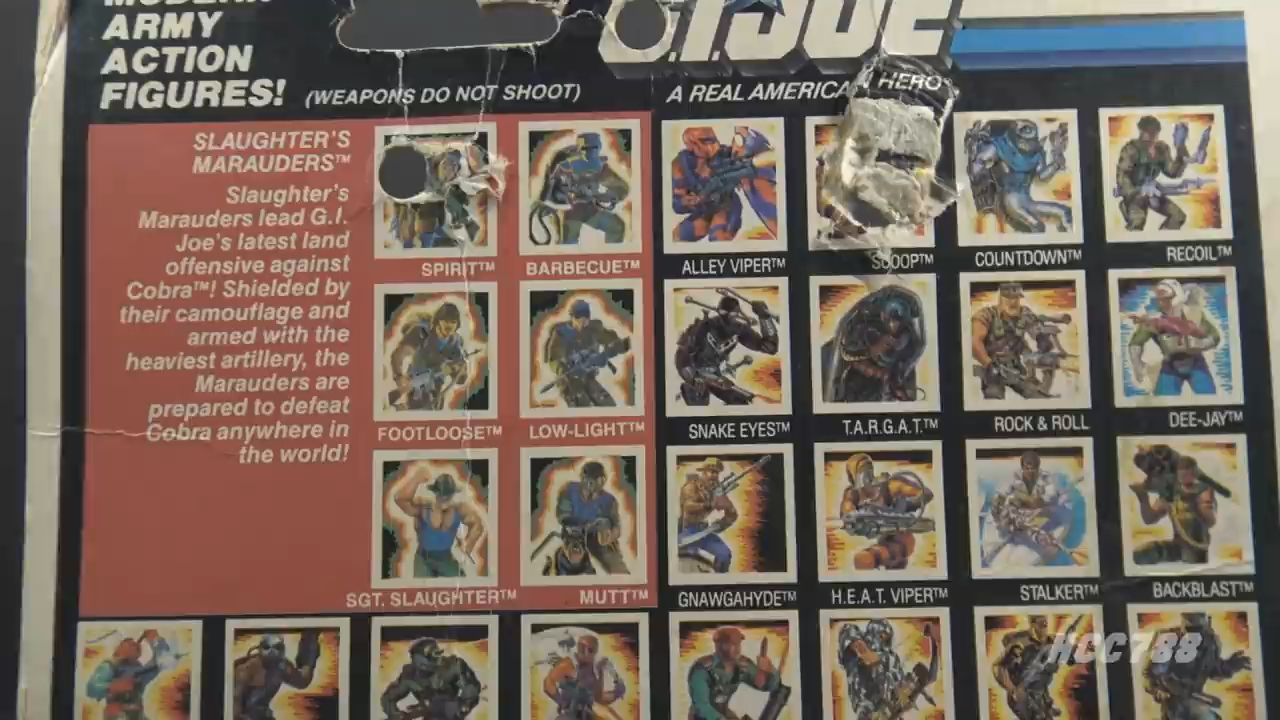 MODERN
ARMY
ACTION
FIGURES! (WEAPONS DO NOT SHOOT)
G.I. JOE
A REAL AMERICAN HERO
SLAUGHTER'S
MARAUDERS™
Slaughter's
Marauders lead G.I.
Joe's latest land
offensive against
Cobra™! Shielded by
their camouflage and
armed with the
heaviest artillery, the
Marauders are
prepared to defeat
Cobra anywhere in
the world!
SPIRIT™ BARBECUE™ ALLEY VIPER™ SCOOP™ COUNTDOWN™ RECOIL™
FOOTLOOSE™ LOW-LIGHT™ SNAKE EYES™ T.A.R.G.A.T.™ ROCK & ROLL DEE-JAY™
SGT. SLAUGHTER™ MUTT™ GNAWGAHYDE™ H.E.A.T. VIPER™ STALKER™ BACKBLAST™
HCC788